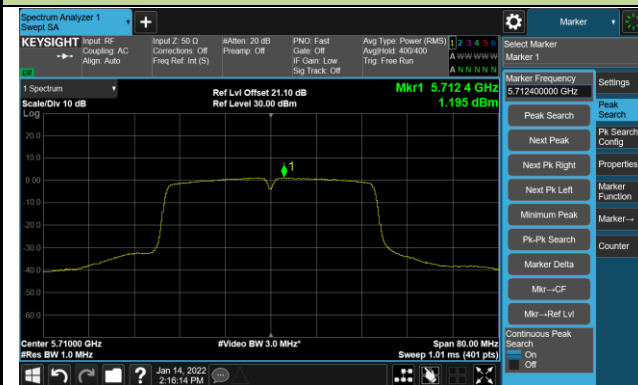 Spectrum Analyzer 1
Swept SA
+
Marker
KEYSIGHT
Input: RF
Coupling: AC
Align: Auto
Input Z: 50 Ω
Corrections: Off
Freq Ref: Int (S)
#Atten: 20 dB
Preamp: Off
PNO: Fast
Gate: Off
IF Gain: Low
Sig Track: Off
Avg Type: Power (RMS)
Avg|Hold: 400/400
Trig: Free Run
1 2 3 4 5 6
A W W W W W
A N N N N N
LXI
Select Marker
Marker 1
1 Spectrum
Scale/Div 10 dB
Log
Ref Lvl Offset 21.10 dB
Ref Level 30.00 dBm
Mkr1 5.712 4 GHz
1.195 dBm
20.0
10.0
0.00
-10.0
-20.0
-30.0
-40.0
-50.0
-60.0
1
Center 5.71000 GHz
#Res BW 1.0 MHz
#Video BW 3.0 MHz*
Span 80.00 MHz
Sweep 1.01 ms (401 pts)
Marker Frequency
5.712400000 GHz
Peak Search
Next Peak
Next Pk Right
Next Pk Left
Minimum Peak
Pk-Pk Search
Marker Delta
Mkr→CF
Mkr→Ref Lvl
Continuous Peak
Search
On
Off
Settings
Peak
Search
Pk Search
Config
Properties
Marker
Function
Marker→
Counter
?
Jan 14, 2022
2:16:14 PM